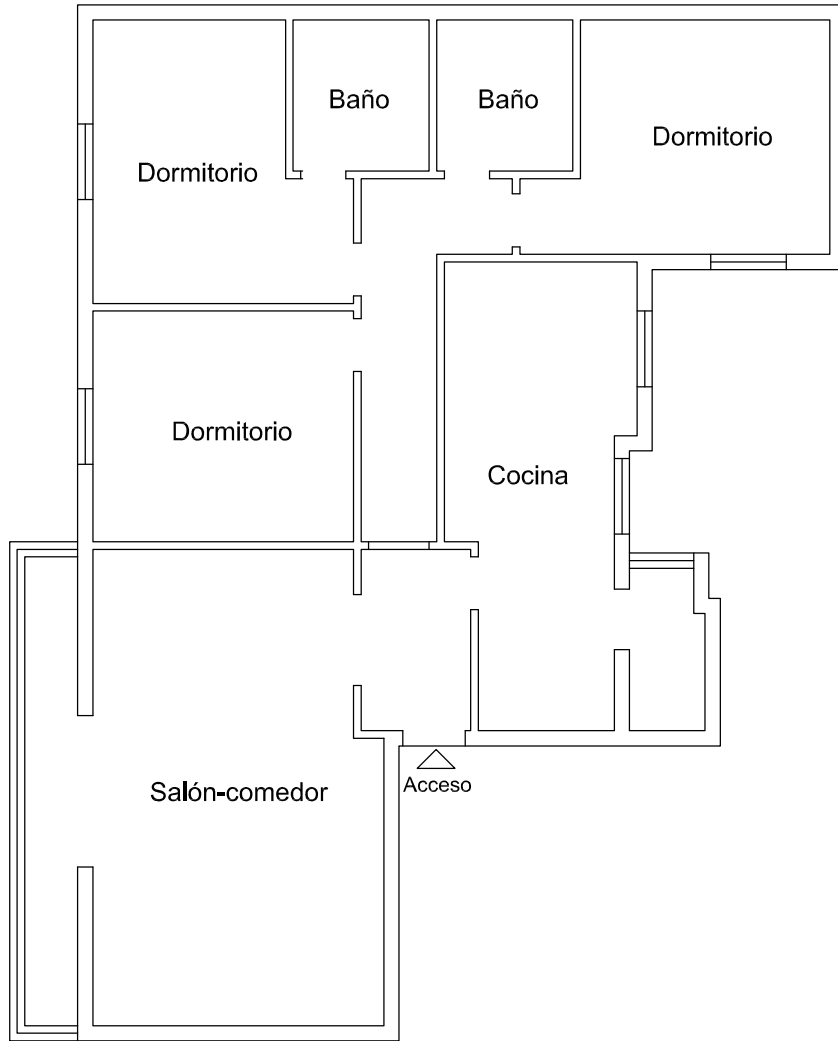 Baño
Baño
Dormitorio
Dormitorio
Dormitorio
Cocina
Salón-comedor
Acceso